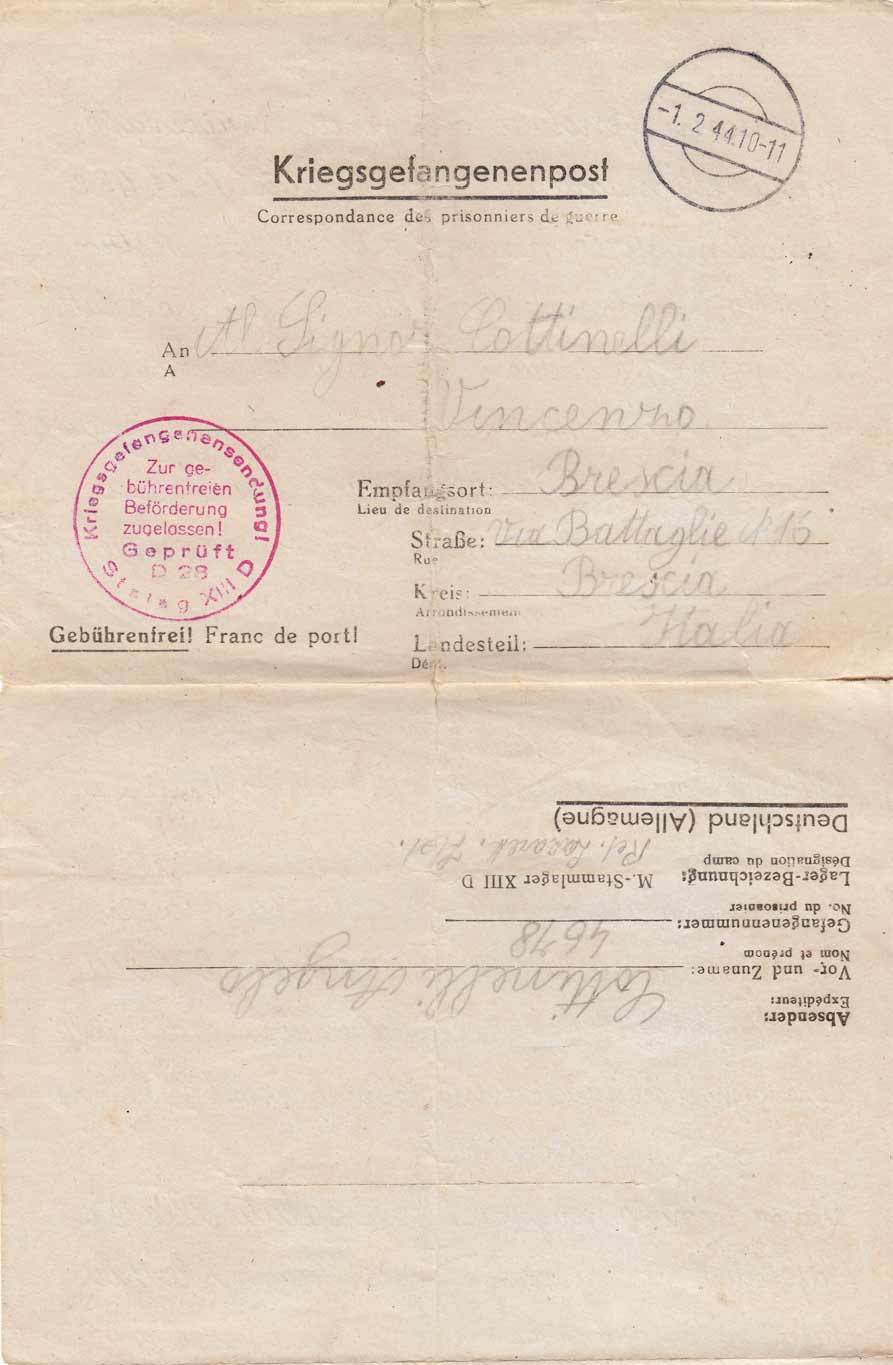 -1. 2 44.10-11
Kriegsgefangenenpost
Correspondance des prisonniers de guerre
An Al Signor Cottinelli
A
Vincenzo
Kriegsgefangenensendung!
Zur ge-
bührenfreien
Beförderung
zugelassen!
Geprüft
D 28
Stalag XIII D
Empfangsort: Brescia
Lieu de destination
Straße: Via Battaglie N 16
Rue
Kreis: Brescia
Arrondissement
Landesteil: Italia
Dép.
Gebührenfrei! Franc de port!
Absender:
Expéditeur:
Vor- und Zuname: Cottinelli Angelo
Nom et prénom
Gefangenennummer: 4678
No. du prisonnier
Lager-Bezeichnung: M.-Stammlager XIII D
Désignation du camp
Lazarek.
Deutschland (Allemagne)